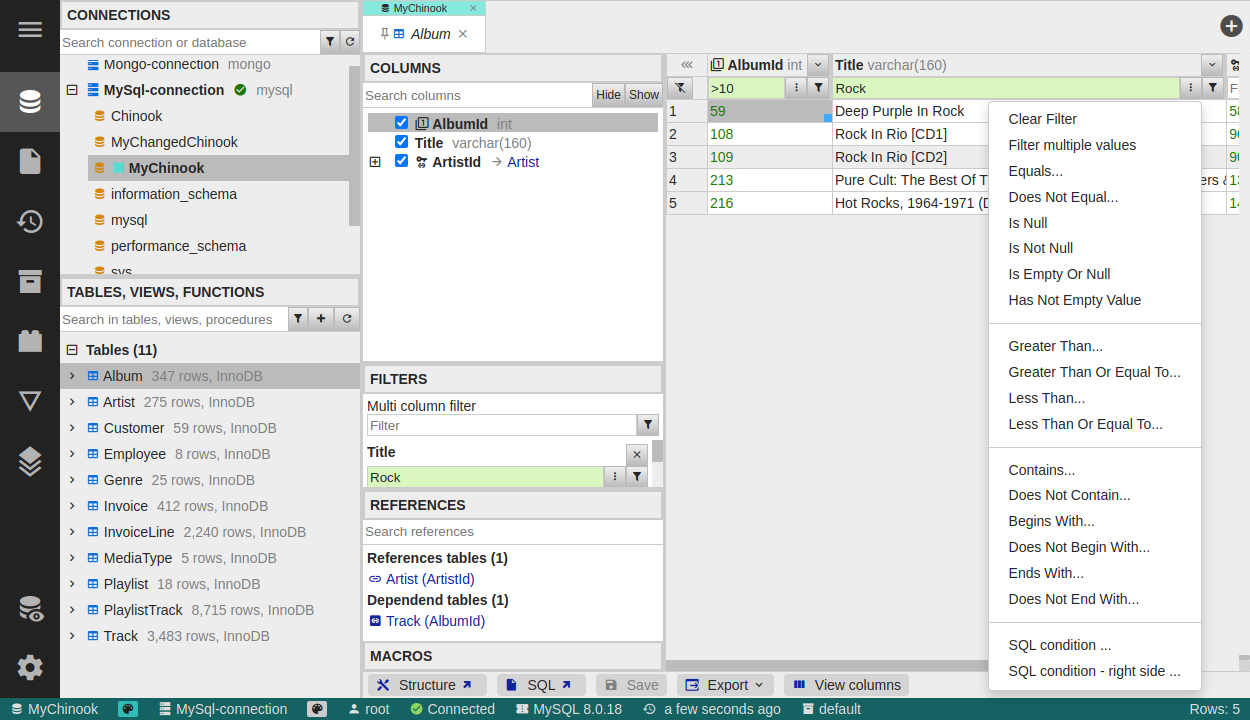 CONNECTIONS
Search connection or database
Mongo-connection mongo
MySql-connection mysql
Chinook
MyChangedChinook
MyChinook
information_schema
mysql
performance_schema
sys
TABLES, VIEWS, FUNCTIONS
Search in tables, views, procedures
Tables (11)
Album 347 rows, InnoDB
Artist 275 rows, InnoDB
Customer 59 rows, InnoDB
Employee 8 rows, InnoDB
Genre 25 rows, InnoDB
Invoice 412 rows, InnoDB
InvoiceLine 2,240 rows, InnoDB
MediaType 5 rows, InnoDB
Playlist 18 rows, InnoDB
PlaylistTrack 8,715 rows, InnoDB
Track 3,483 rows, InnoDB
MyChinook
Album
COLUMNS
Search columns
Hide Show
AlbumId int
Title varchar(160)
ArtistId Artist
FILTERS
Multi column filter
Filter
Title
Rock
REFERENCES
Search references
References tables (1)
Artist (ArtistId)
Dependend tables (1)
Track (AlbumId)
MACROS
AlbumId int Title varchar(160)
>10 Rock
1 59 Deep Purple In Rock
2 108 Rock In Rio [CD1]
3 109 Rock In Rio [CD2]
4 213 Pure Cult: The Best Of T
5 216 Hot Rocks, 1964-1971 (D
Clear Filter
Filter multiple values
Equals...
Does Not Equal...
Is Null
Is Not Null
Is Empty Or Null
Has Not Empty Value
Greater Than...
Greater Than Or Equal To...
Less Than...
Less Than Or Equal To...
Contains...
Does Not Contain...
Begins With...
Does Not Begin With...
Ends With...
Does Not End With...
SQL condition ...
SQL condition - right side ...
Structure SQL Save Export View columns
MyChinook MySql-connection root Connected MySQL 8.0.18 a few seconds ago default Rows: 5